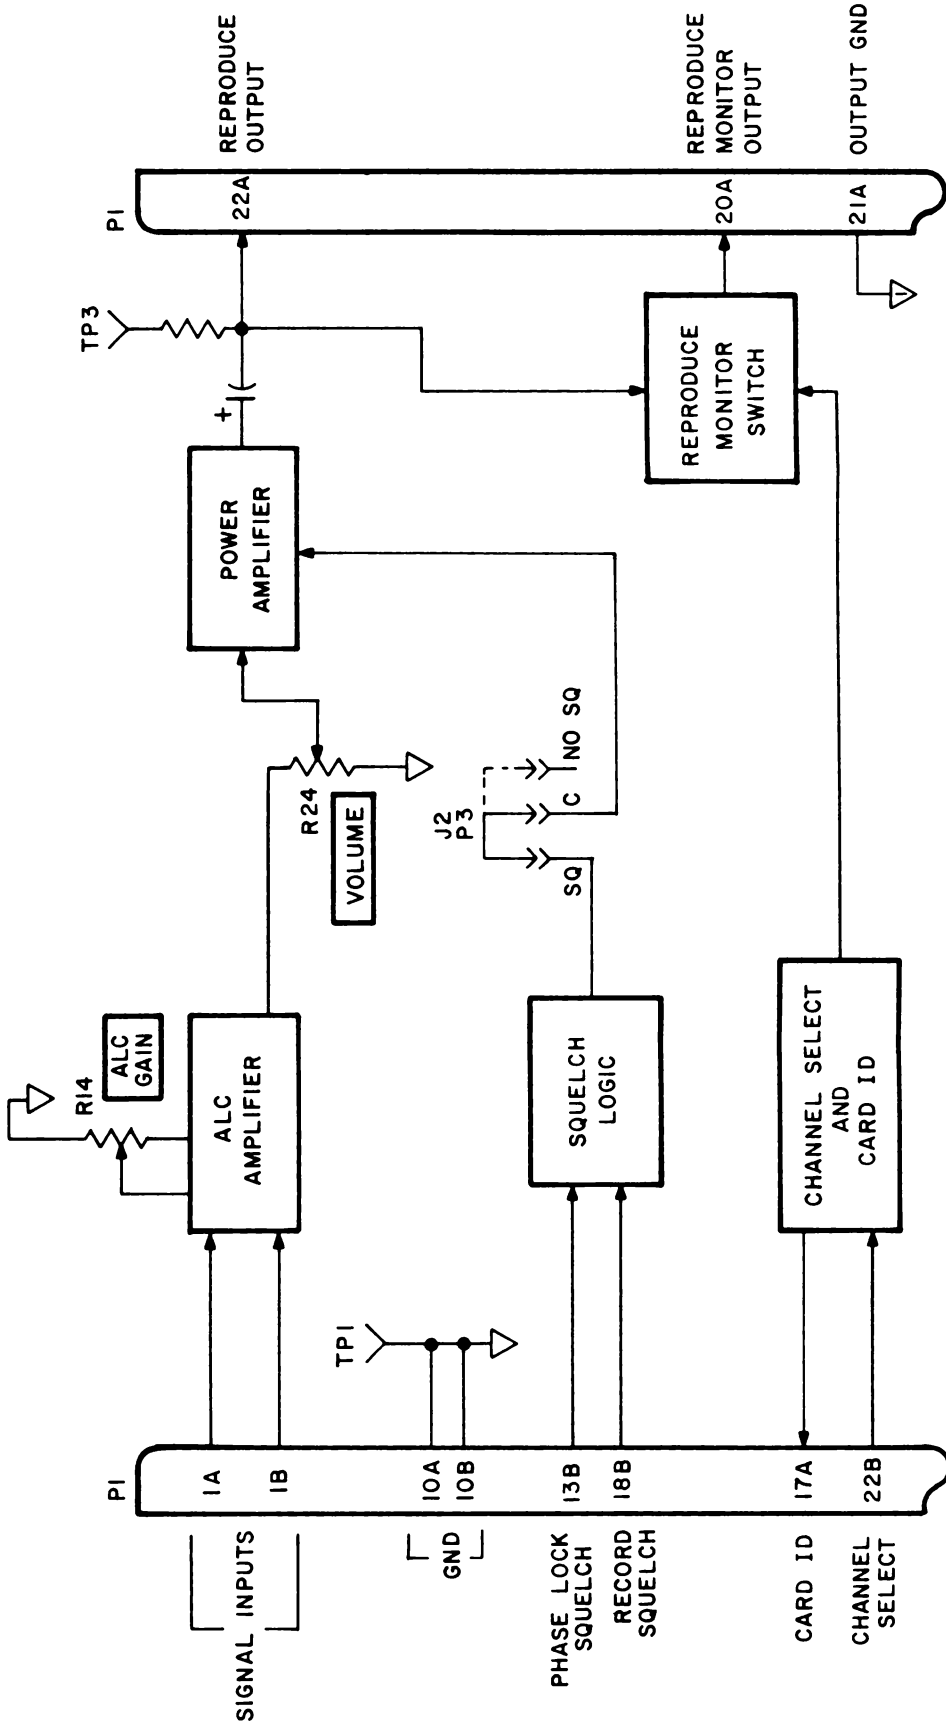 P1
SIGNAL INPUTS
1A
1B
GND
10A
10B
PHASE LOCK
SQUELCH
13B
RECORD
SQUELCH
18B
CARD ID
17A
CHANNEL
SELECT
22B
TP1
R14
ALC
GAIN
ALC
AMPLIFIER
SQUELCH
LOGIC
CHANNEL SELECT
AND
CARD ID
R24
VOLUME
J2
P3
SQ
C
NO SQ
POWER
AMPLIFIER
+
TP3
REPRODUCE
MONITOR
SWITCH
1
P1
22A
REPRODUCE
OUTPUT
20A
REPRODUCE
MONITOR
OUTPUT
21A
OUTPUT GND